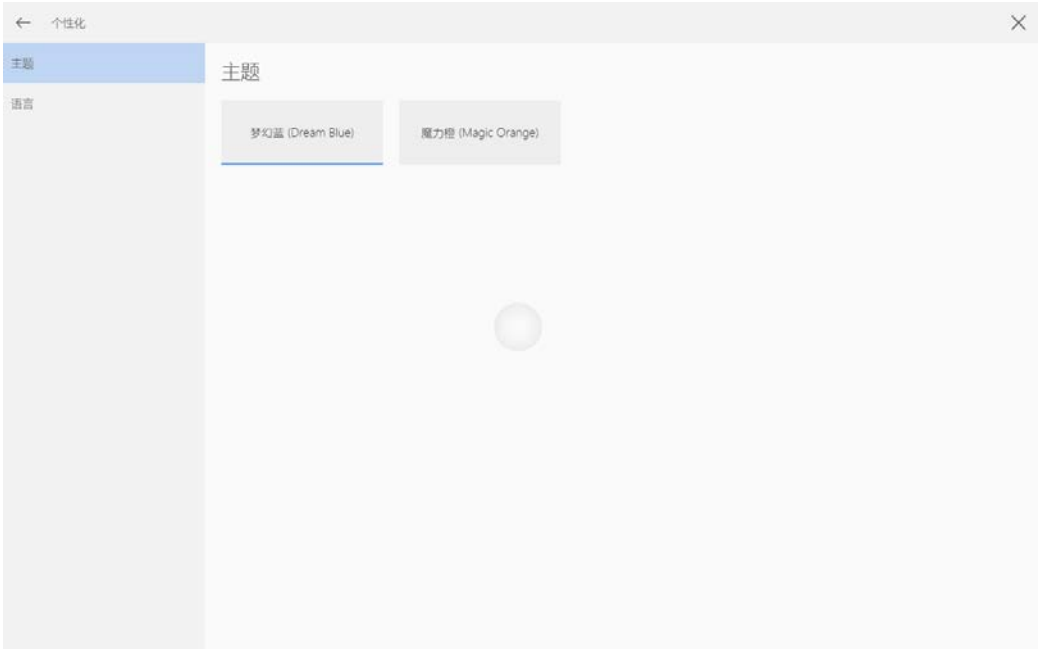 个性化
主题
语言
主题
梦幻蓝 (Dream Blue)
魔力橙 (Magic Orange)